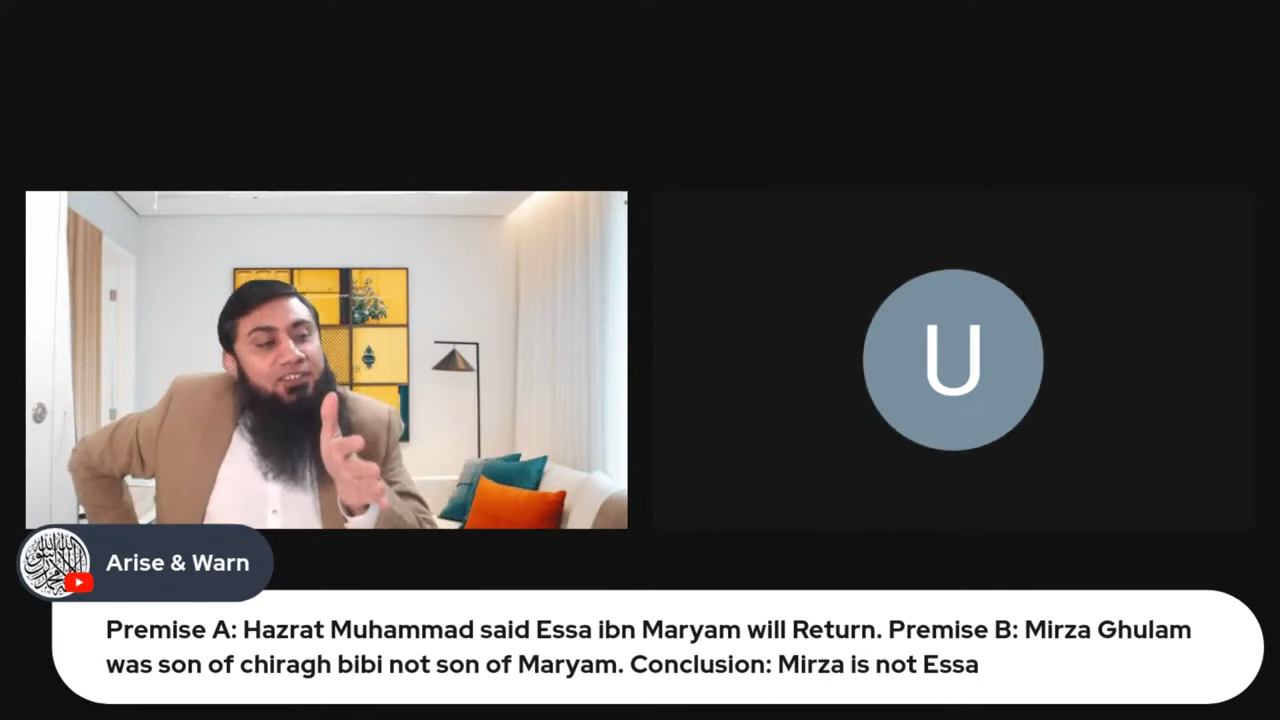 U
Arise & Warn
Premise A: Hazrat Muhammad said Essa ibn Maryam will Return. Premise B: Mirza Ghulam
was son of chiragh bibi not son of Maryam. Conclusion: Mirza is not Essa